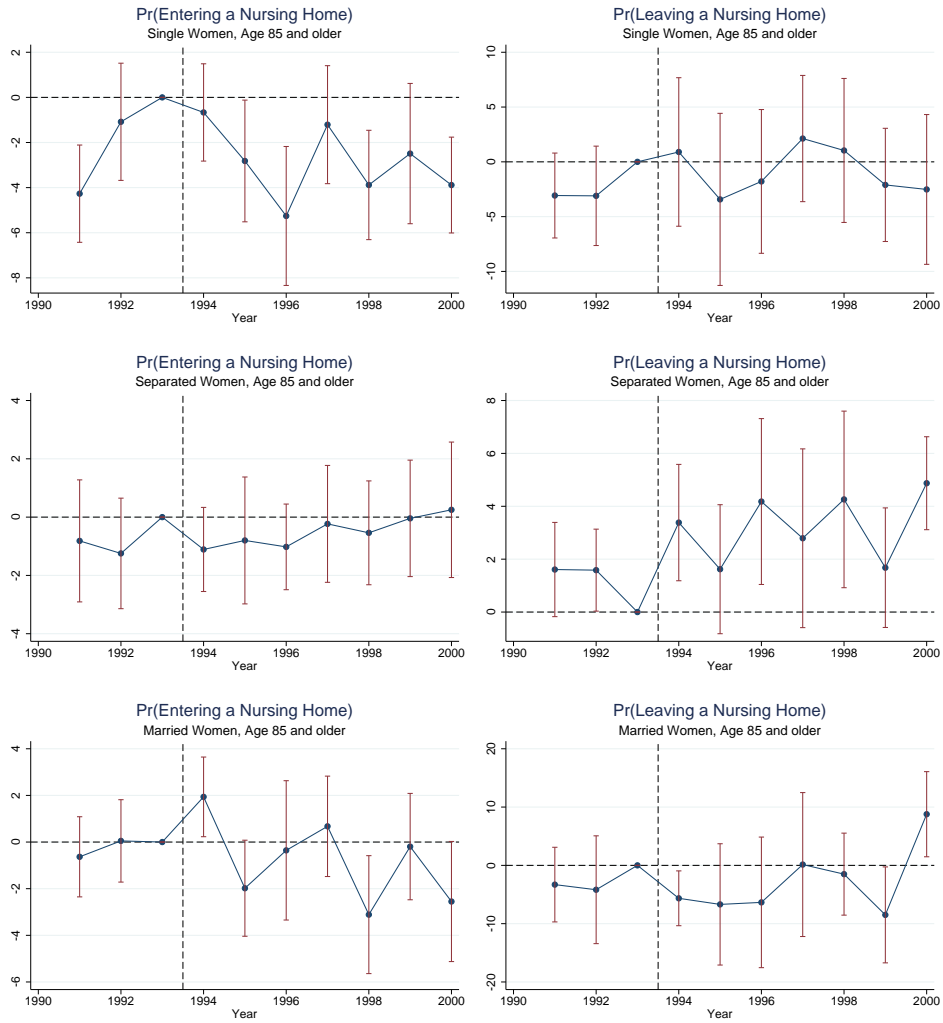 Pr(Entering a Nursing Home)
Single Women, Age 85 and older
2
0
-2
-4
-6
-8
1990 1992 1994 1996 1998 2000
Year
Pr(Leaving a Nursing Home)
Single Women, Age 85 and older
10
5
0
-5
-10
1990 1992 1994 1996 1998 2000
Year
Pr(Entering a Nursing Home)
Separated Women, Age 85 and older
4
2
0
-2
-4
1990 1992 1994 1996 1998 2000
Year
Pr(Leaving a Nursing Home)
Separated Women, Age 85 and older
8
6
4
2
0
1990 1992 1994 1996 1998 2000
Year
Pr(Entering a Nursing Home)
Married Women, Age 85 and older
4
2
0
-2
-4
-6
1990 1992 1994 1996 1998 2000
Year
Pr(Leaving a Nursing Home)
Married Women, Age 85 and older
20
10
0
-10
-20
1990 1992 1994 1996 1998 2000
Year